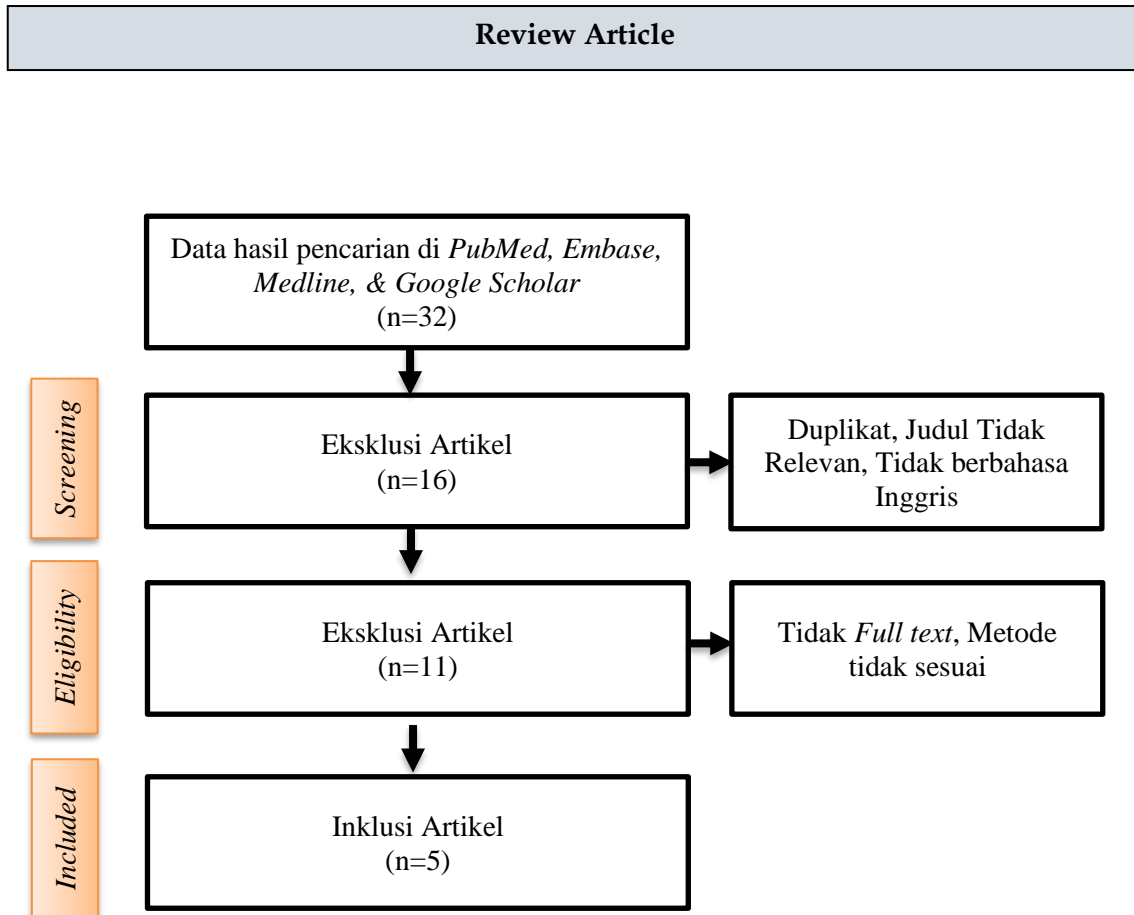 Review Article
Data hasil pencarian di PubMed, Embase,
Medline, & Google Scholar
(n=32)
Screening
Eksklusi Artikel
(n=16)
Duplikat, Judul Tidak
Relevan, Tidak berbahasa
Inggris
Eligibility
Eksklusi Artikel
(n=11)
Tidak Full text, Metode
tidak sesuai
Included
Inklusi Artikel
(n=5)